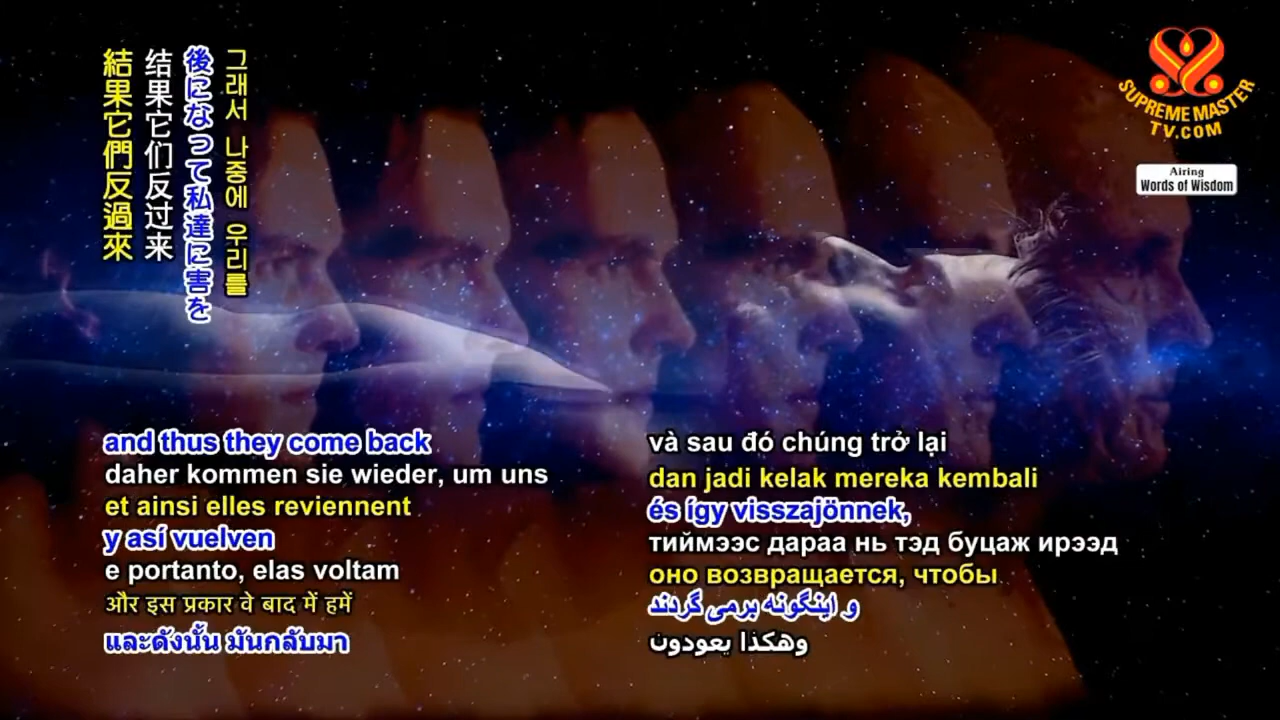 結果它們反過來
结果它们反过来
後になって私達に害を
그래서 나중에 우리를
SUPREME MASTER
TV.COM
Airing
Words of Wisdom
and thus they come back
daher kommen sie wieder, um uns
et ainsi elles reviennent
y así vuelven
e portanto, elas voltam
और इस प्रकार वे बाद में हमें
และดังนั้น มันกลับมา
và sau đó chúng trở lại
dan jadi kelak mereka kembali
és így visszajönnek,
тиймээс дараа нь тэд буцаж ирээд
оно возвращается, чтобы
و اینگونه برمی گردند
وهكذا يعودون